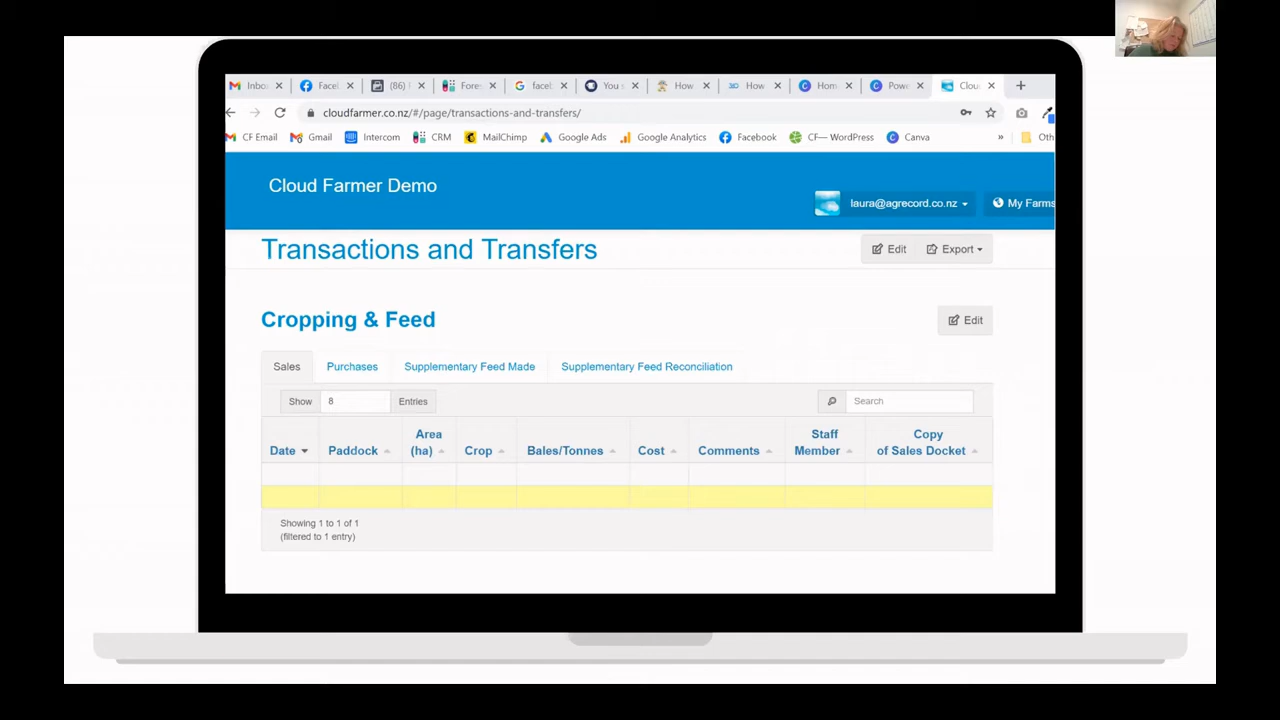 Inbo Facel (86) Fores facel You s How How Hom Powe Clou
cloudfarmer.co.nz/#/page/transactions-and-transfers/
CF Email Gmail Intercom CRM MailChimp Google Ads Google Analytics Facebook CF— WordPress Canva » Oth
Cloud Farmer Demo
laura@agrecord.co.nz My Farms
Transactions and Transfers
Edit Export
Cropping & Feed
Edit
Sales Purchases Supplementary Feed Made Supplementary Feed Reconciliation
Show 8 Entries Search
Date Paddock Area (ha) Crop Bales/Tonnes Cost Comments Staff Member Copy of Sales Docket
Showing 1 to 1 of 1
(filtered to 1 entry)